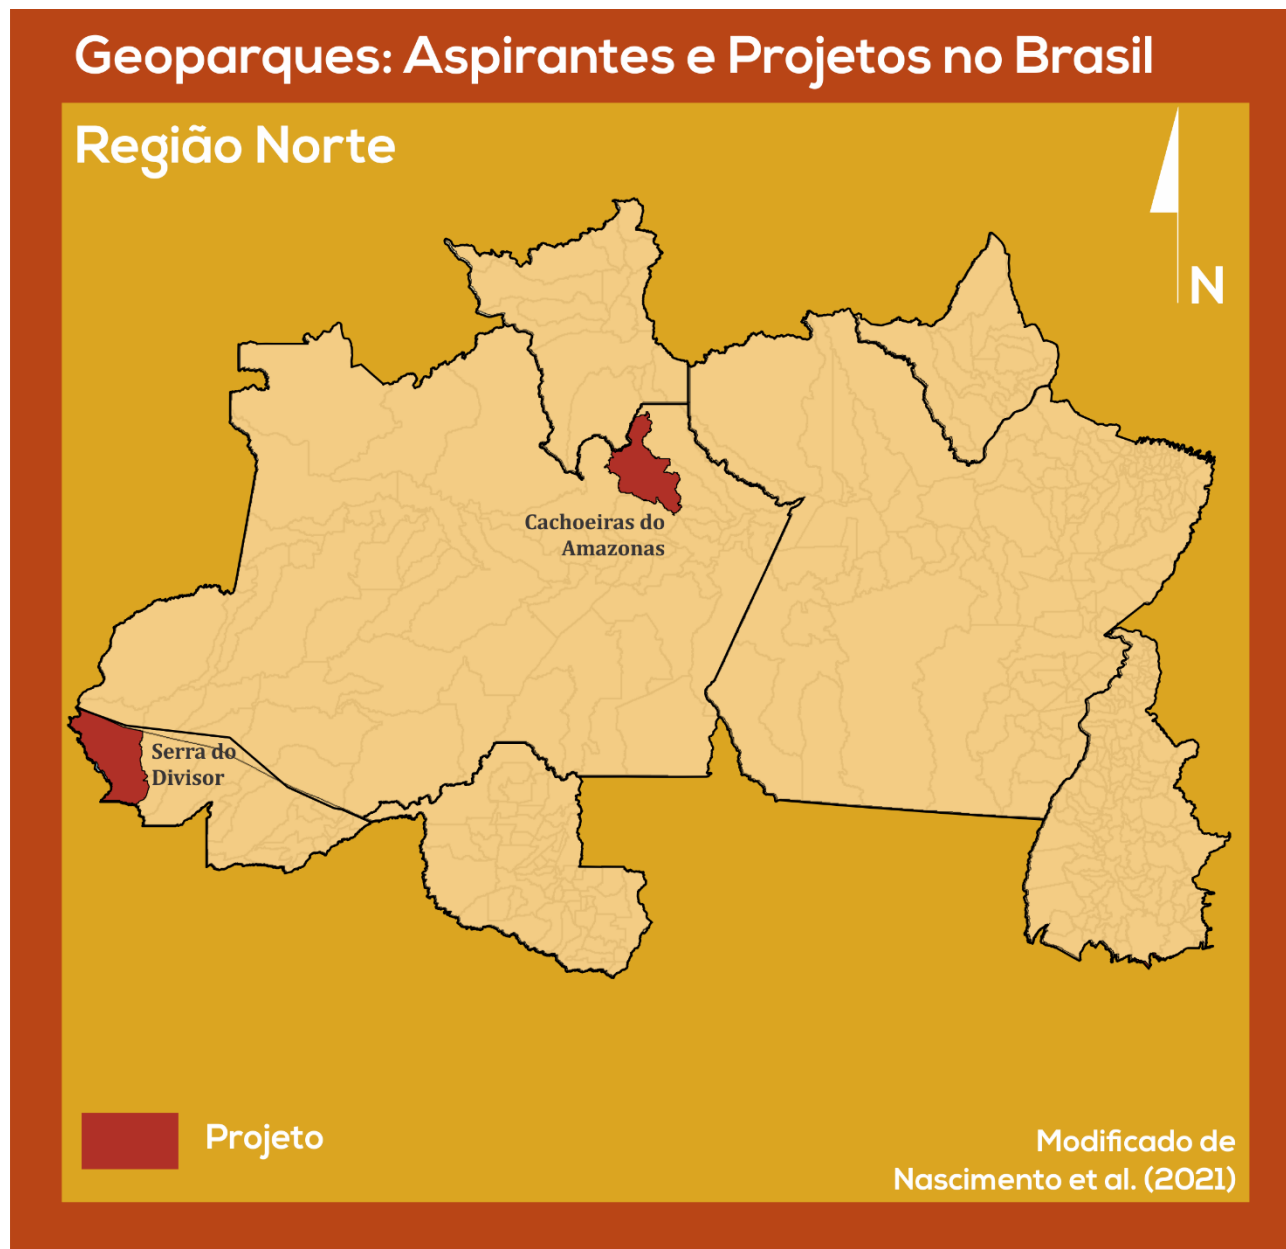 Geoparques: Aspirantes e Projetos no Brasil
Região Norte
N
Cachoeiras do
Amazonas
Serra do
Divisor
Projeto
Modificado de
Nascimento et al. (2021)